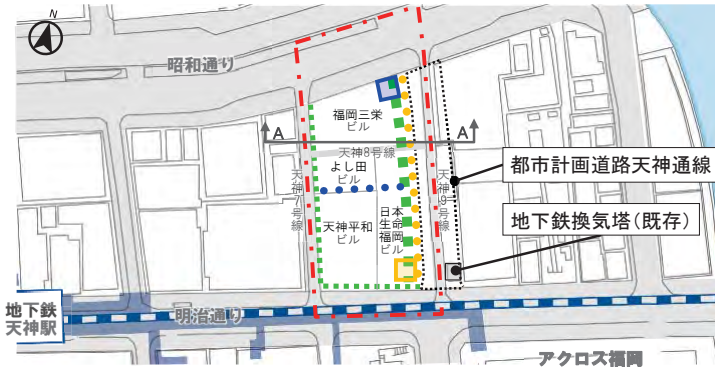 N
昭和通り
福岡三栄
ビル
A
A
天神8号線
よし田
ビル
天神7号線
天神9号線
都市計画道路天神通線
地下鉄換気塔(既存)
天神平和
ビル
日本
生命
福岡
ビル
地下鉄
天神駅
明治通り
アクロス福岡